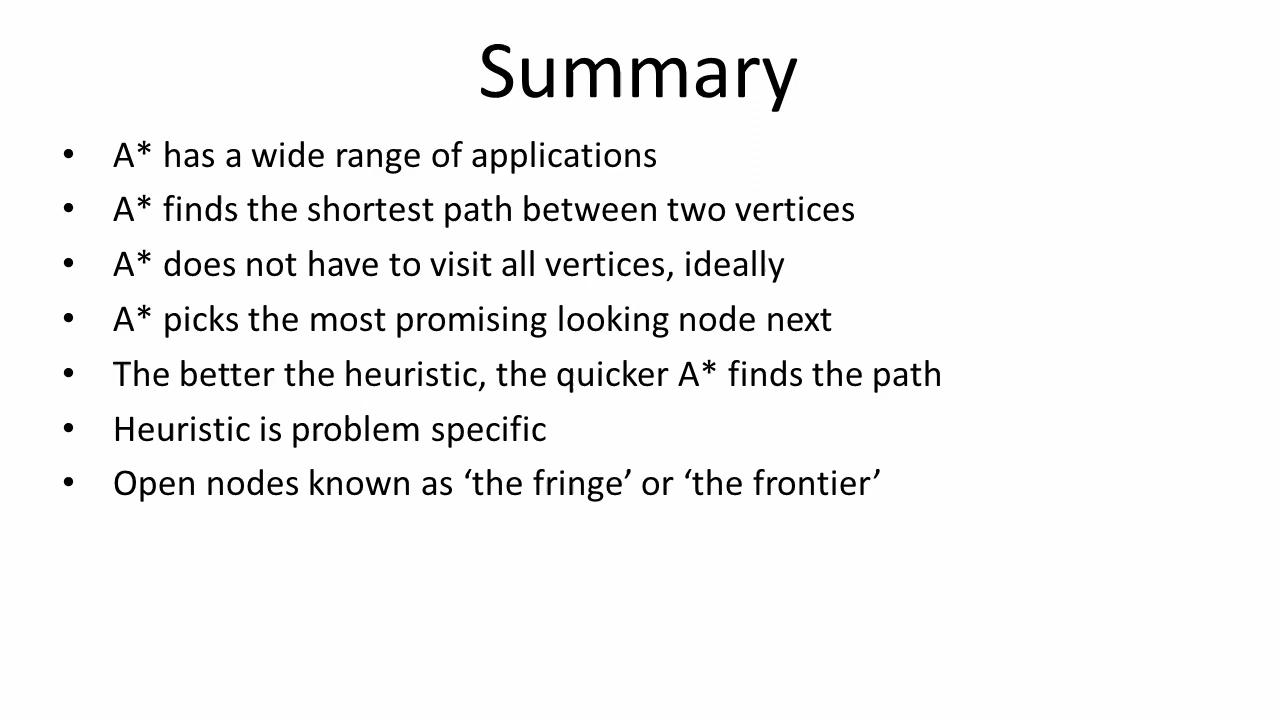 Summary
• A* has a wide range of applications
• A* finds the shortest path between two vertices
• A* does not have to visit all vertices, ideally
• A* picks the most promising looking node next
• The better the heuristic, the quicker A* finds the path
• Heuristic is problem specific
• Open nodes known as ‘the fringe’ or ‘the frontier’